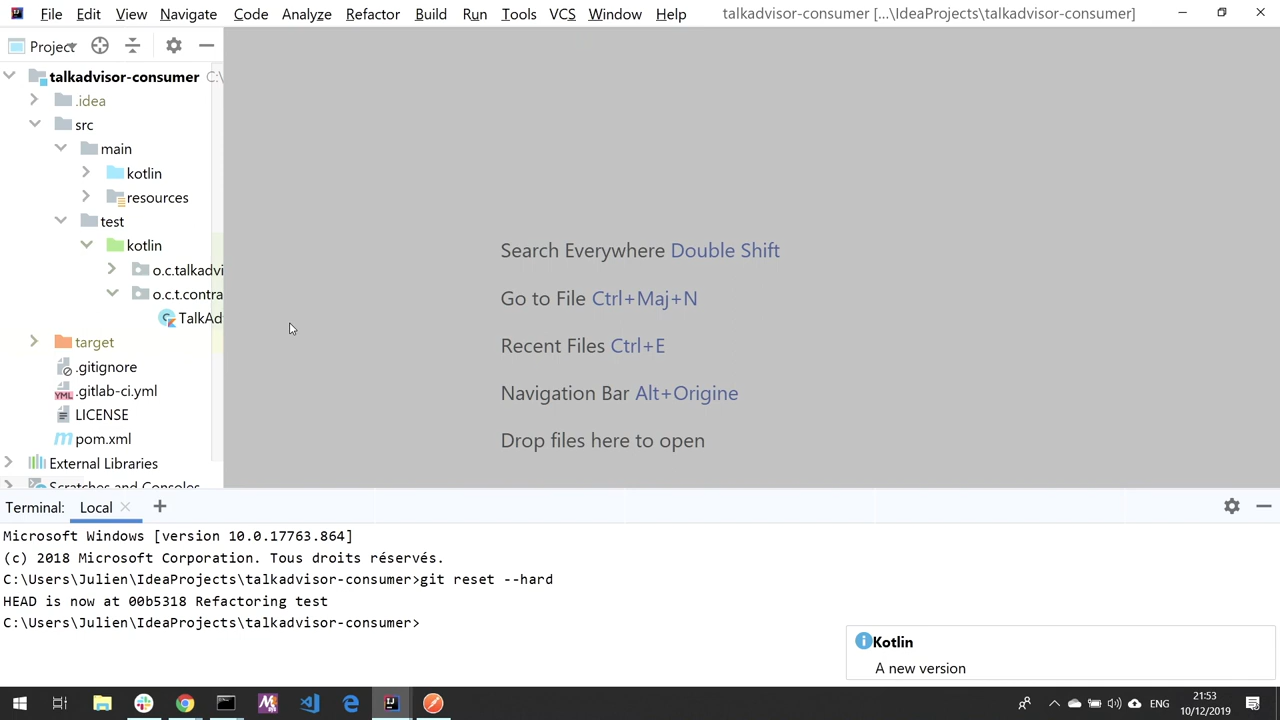 File Edit View Navigate Code Analyze Refactor Build Run Tools VCS Window Help talkadvisor-consumer [...\IdeaProjects\talkadvisor-consumer]
Project
talkadvisor-consumer C:\
.idea
src
main
kotlin
resources
test
kotlin
o.c.talkadvi
o.c.t.contra
TalkAd
target
.gitignore
.gitlab-ci.yml
LICENSE
pom.xml
External Libraries
Scratches and Consoles
Search Everywhere Double Shift
Go to File Ctrl+Maj+N
Recent Files Ctrl+E
Navigation Bar Alt+Origine
Drop files here to open
Terminal: Local
Microsoft Windows [version 10.0.17763.864]
(c) 2018 Microsoft Corporation. Tous droits réservés.
C:\Users\Julien\IdeaProjects\talkadvisor-consumer>git reset --hard
HEAD is now at 00b5318 Refactoring test
C:\Users\Julien\IdeaProjects\talkadvisor-consumer>
Kotlin
A new version
ENG
21:53
10/12/2019